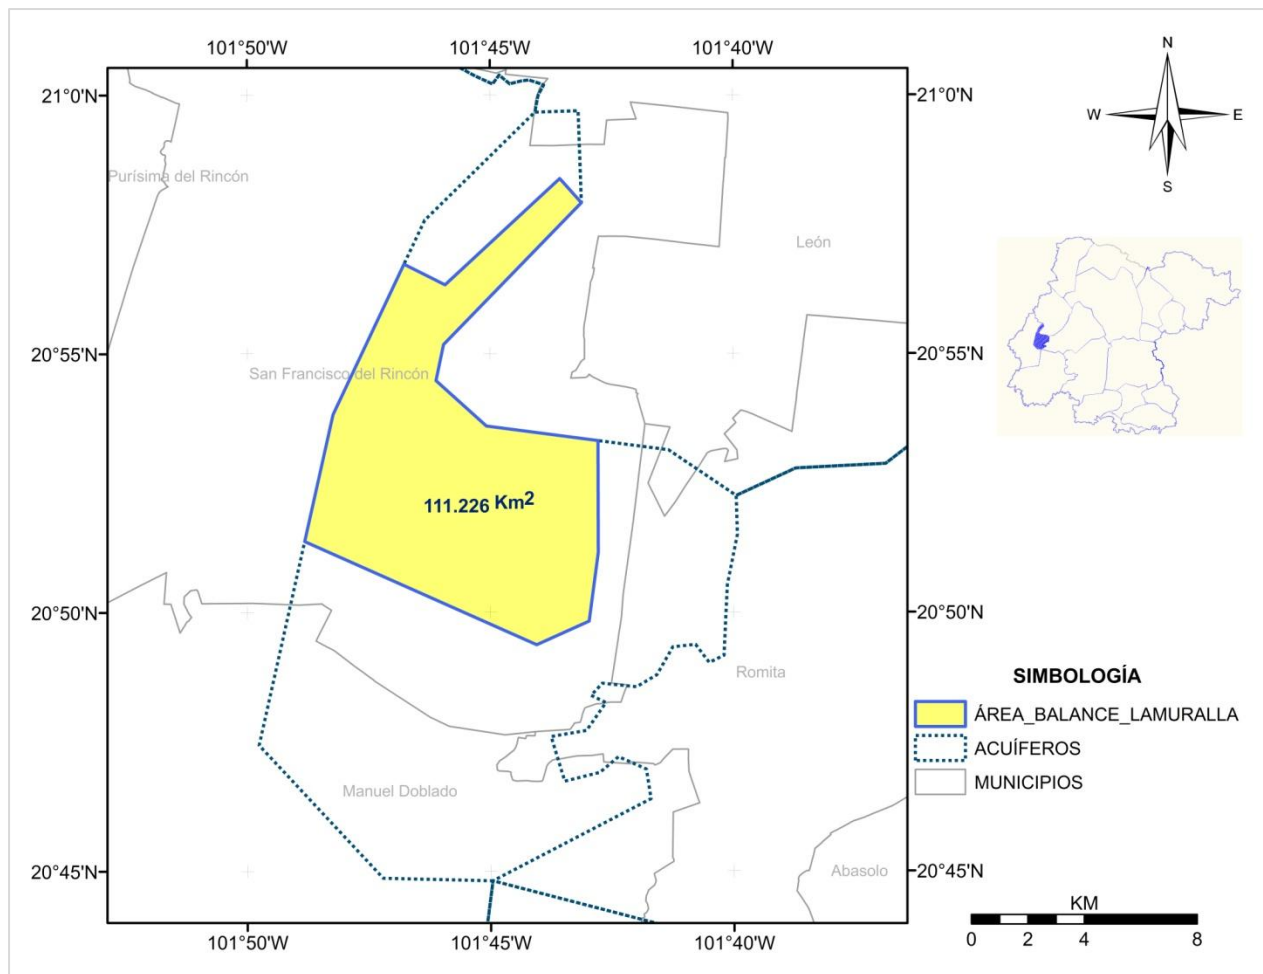 101°50'W 101°45'W 101°40'W
N
W E
S
21°0'N 21°0'N
Purísima del Rincón
León
20°55'N 20°55'N
San Francisco del Rincón
111.226 Km2
20°50'N 20°50'N
Romita
Manuel Doblado
Abasolo
20°45'N 20°45'N
101°50'W 101°45'W 101°40'W
SIMBOLOGÍA
ÁREA_BALANCE_LAMURALLA
ACUÍFEROS
MUNICIPIOS
KM
0 2 4 8